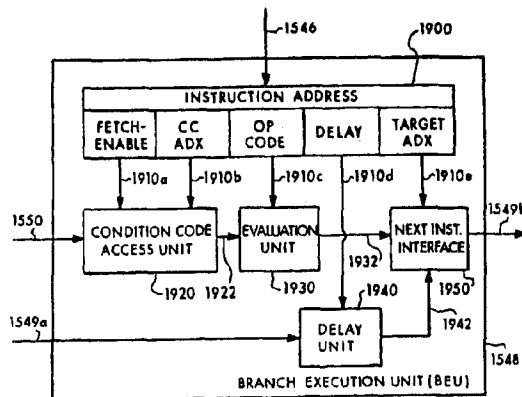 1546
1900
INSTRUCTION ADDRESS
FETCH-
ENABLE
CC
ADX
OP
CODE
DELAY
TARGET
ADX
1910a
1910b
1910c
1910d
1910e
1550
1549b
CONDITION CODE
ACCESS UNIT
EVALUATION
UNIT
NEXT INST.
INTERFACE
1920
1922
1930
1932
1950
1940
1549a
DELAY
UNIT
1942
1548
BRANCH EXECUTION UNIT (BEU)